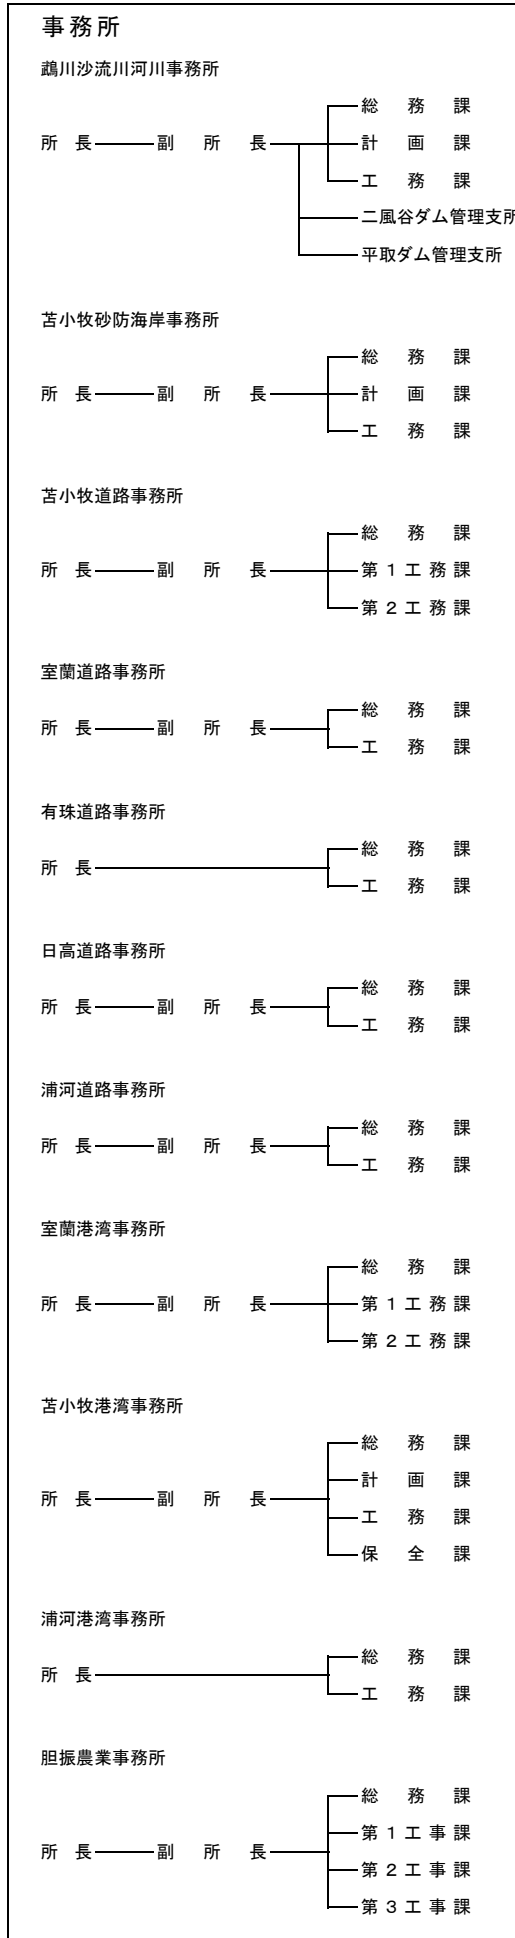 事務所
鵡川沙流川河川事務所
総務課
所長 副所長 計画課
工務課
二風谷ダム管理支所
平取ダム管理支所
苫小牧砂防海岸事務所
総務課
所長 副所長 計画課
工務課
苫小牧道路事務所
総務課
所長 副所長 第1工務課
第2工務課
室蘭道路事務所
総務課
所長 副所長
工務課
有珠道路事務所
総務課
所長
工務課
日高道路事務所
総務課
所長 副所長
工務課
浦河道路事務所
総務課
所長 副所長
工務課
室蘭港湾事務所
総務課
所長 副所長 第1工務課
第2工務課
苫小牧港湾事務所
総務課
計画課
所長 副所長
工務課
保全課
浦河港湾事務所
総務課
所長
工務課
胆振農業事務所
総務課
第1工事課
所長 副所長
第2工事課
第3工事課